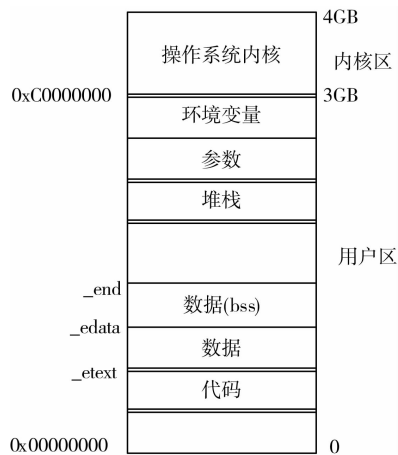 4GB
操作系统内核
内核区
0xC0000000
3GB
环境变量
参数
堆栈
用户区
_end
数据(bss)
_edata
数据
_etext
代码
0x00000000
0